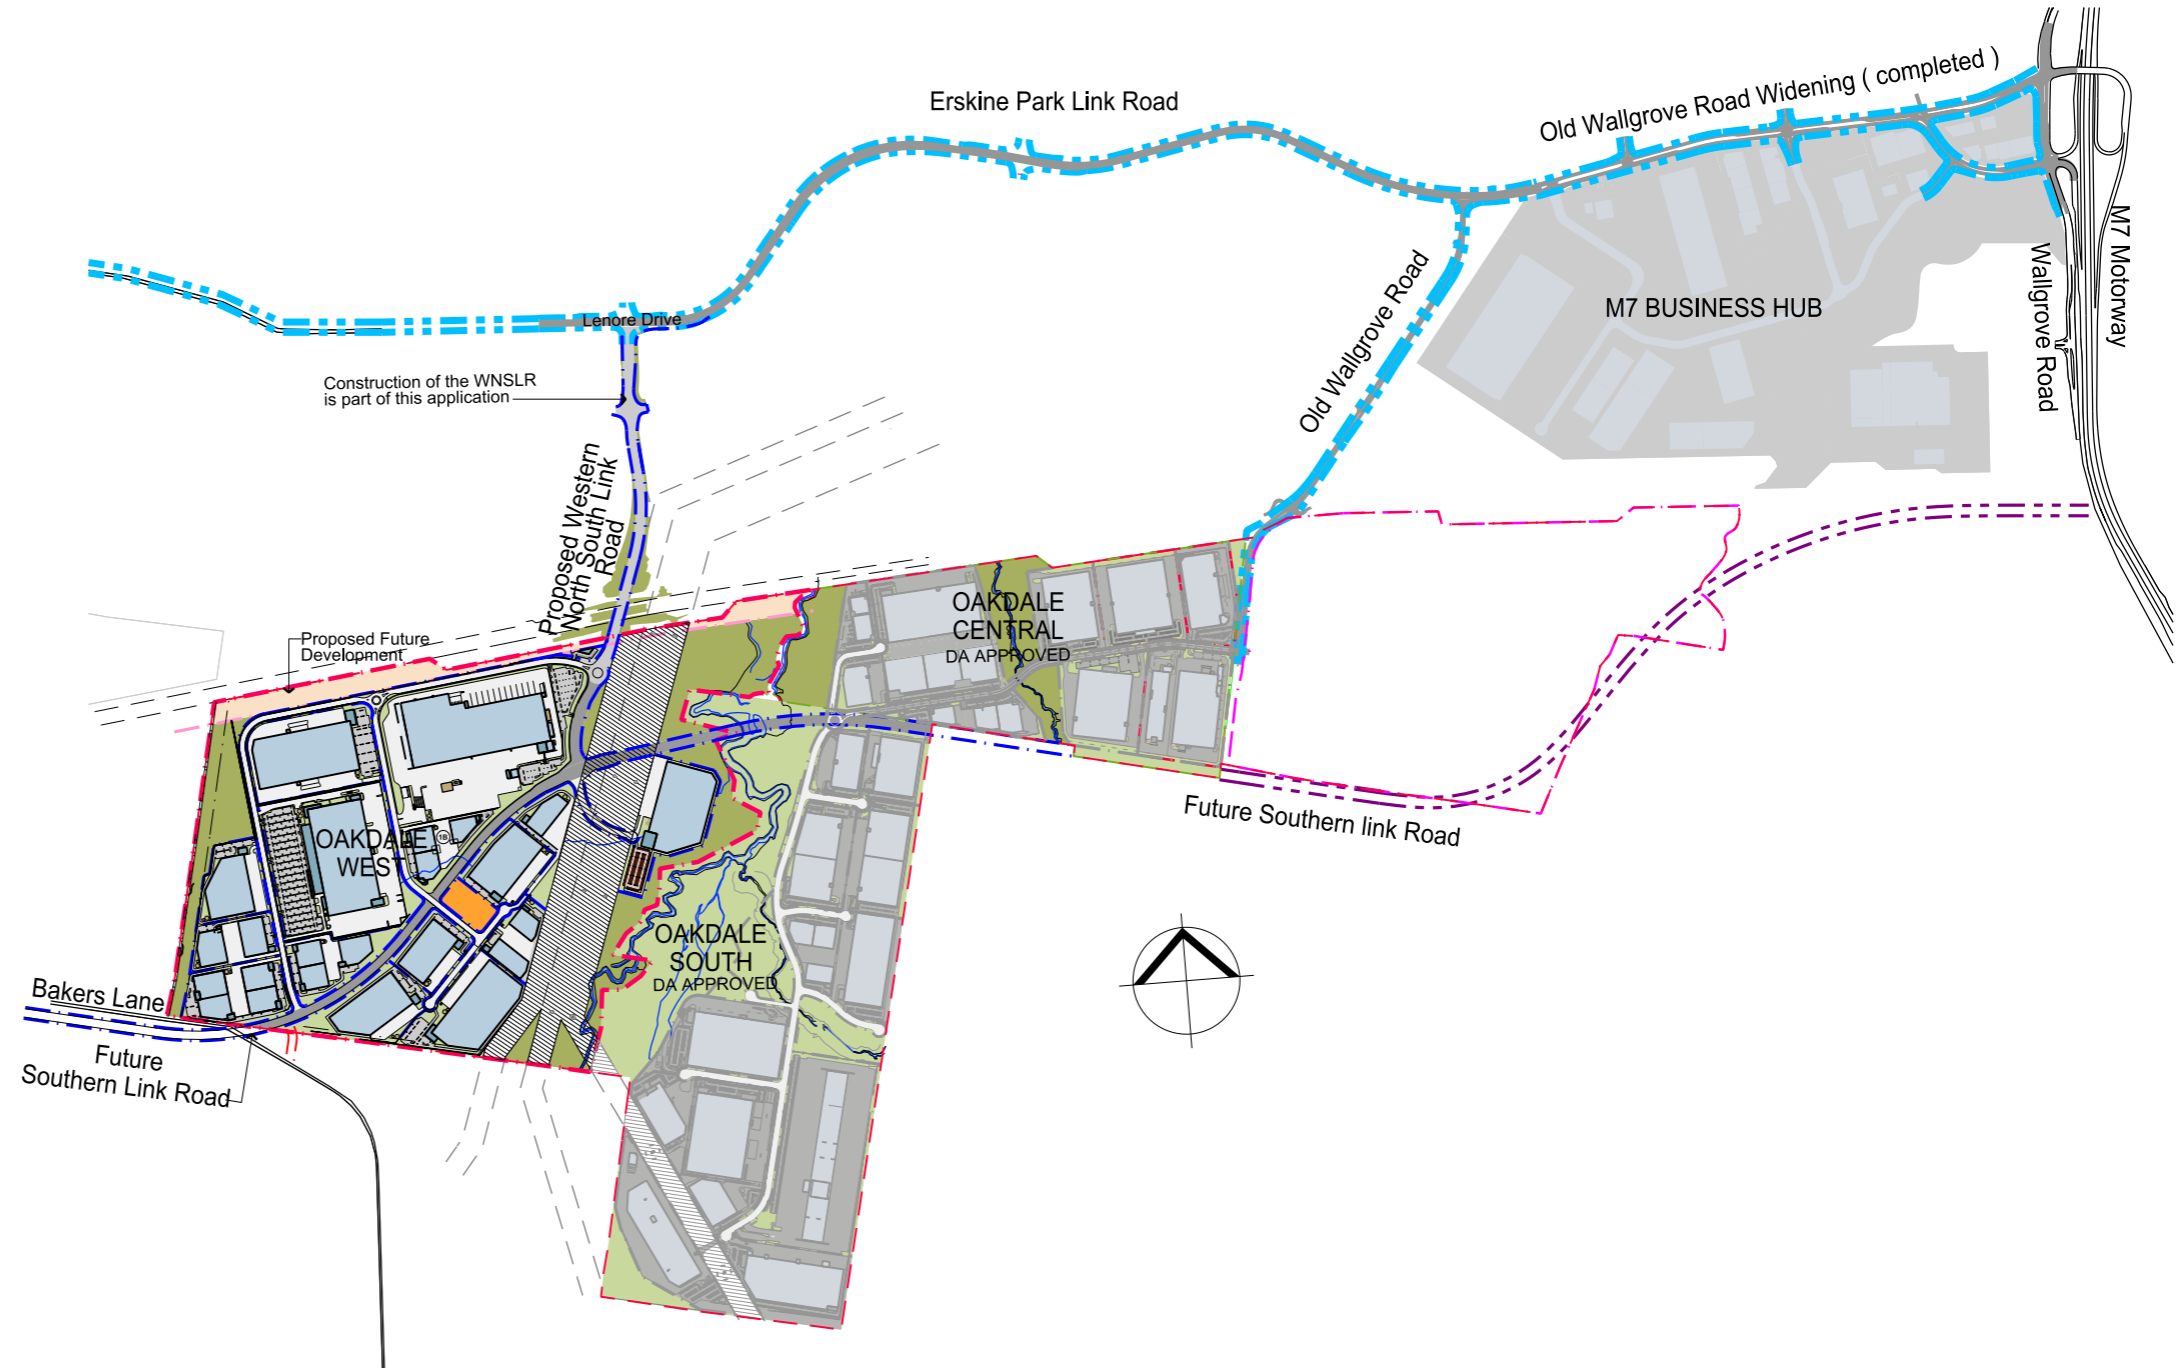 Erskine Park Link Road
Old Wallgrove Road Widening ( completed )
M7 Motorway
Wallgrove Road
M7 BUSINESS HUB
Old Wallgrove Road
Lenore Drive
Construction of the WNSLR
is part of this application
Proposed Western
North South Link
Road
Proposed Future
Development
OAKDALE
CENTRAL
DA APPROVED
Future Southern link Road
OAKDALE
WEST
1B
OAKDALE
SOUTH
DA APPROVED
Bakers Lane
Future
Southern Link Road